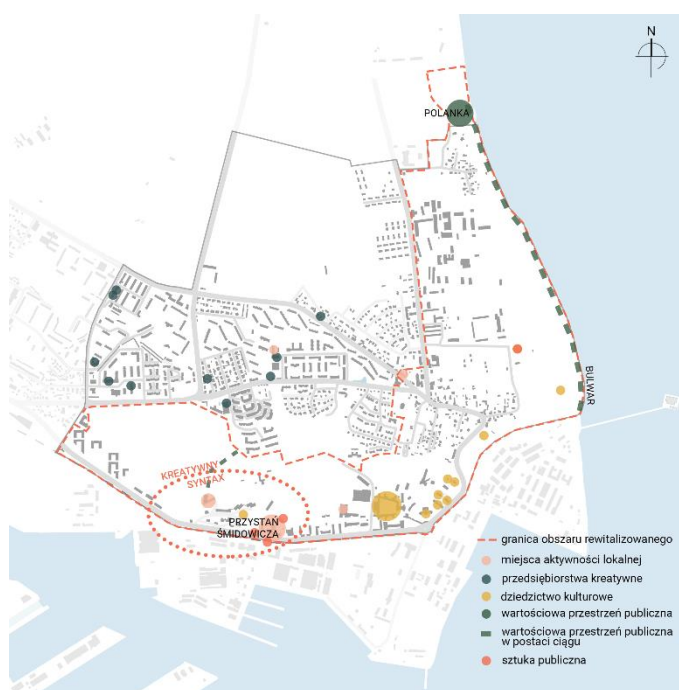 N
POLANKA
BULWAR
KREATYWNY
SYNTAX
PRZYSTAŃ
ŚMIDOWICZA
granica obszaru rewitalizowanego
miejsca aktywności lokalnej
przedsiębiorstwa kreatywne
dziedzictwo kulturowe
wartościowa przestrzeń publiczna
wartościowa przestrzeń publiczna
w postaci ciągu
sztuka publiczna